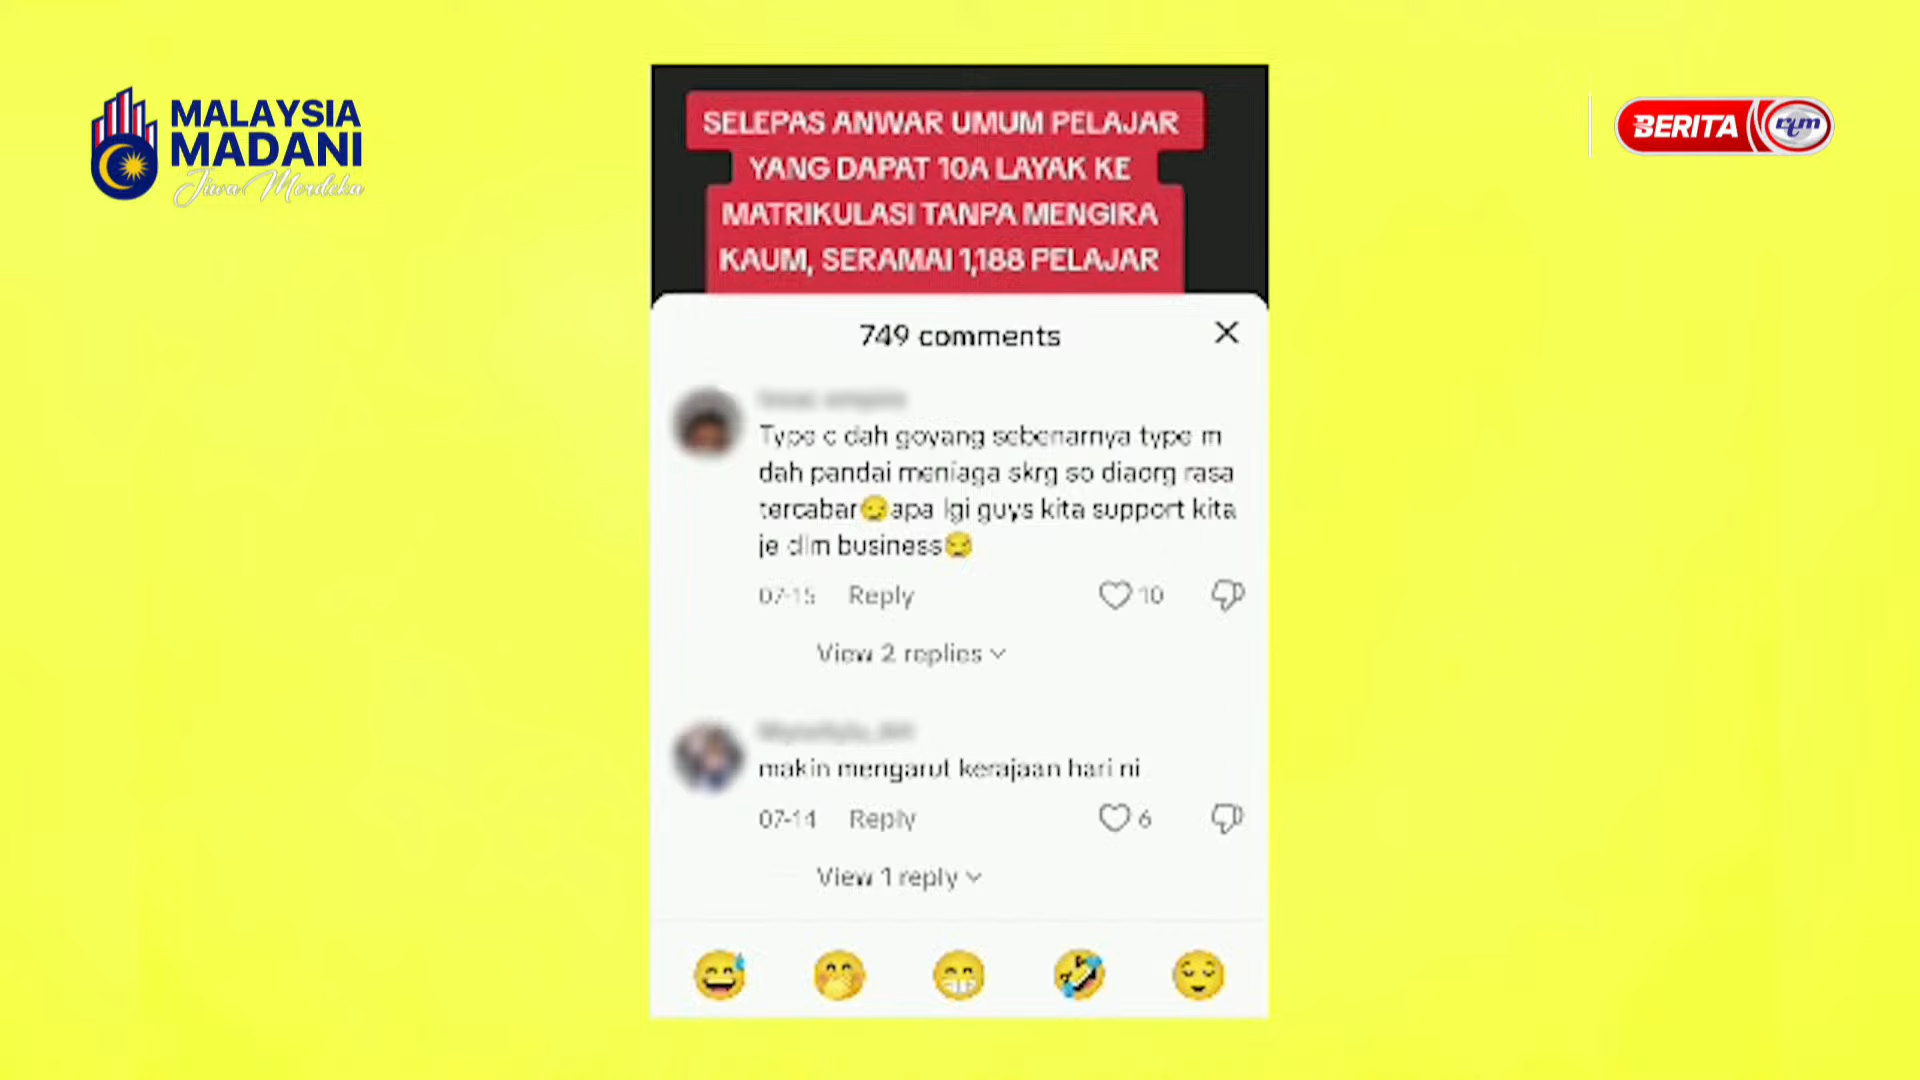 MALAYSIA
MADANI
Jiwa Merdeka
BERITA rtm
SELEPAS ANWAR UMUM PELAJAR
YANG DAPAT 10A LAYAK KE
MATRIKULASI TANPA MENGIRA
KAUM, SERAMAI 1,188 PELAJAR
749 comments
Type c dah goyang sebenarnya type m
dah pandai meniaga skrg so diaorg rasa
tercabar😏apa lgi guys kita support kita
je dlm business😪
07-15 Reply 10
View 2 replies
makin mengarut kerajaan hari ni
07-14 Reply 6
View 1 reply